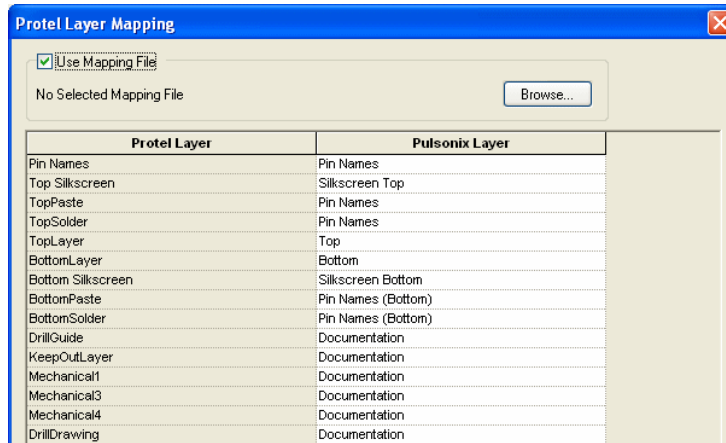 Protel Layer Mapping
Use Mapping File
No Selected Mapping File Browse...
Protel Layer Pulsonix Layer
Pin Names Pin Names
Top Silkscreen Silkscreen Top
TopPaste Pin Names
TopSolder Pin Names
TopLayer Top
BottomLayer Bottom
Bottom Silkscreen Silkscreen Bottom
BottomPaste Pin Names (Bottom)
BottomSolder Pin Names (Bottom)
DrillGuide Documentation
KeepOutLayer Documentation
Mechanical1 Documentation
Mechanical3 Documentation
Mechanical4 Documentation
DrillDrawing Documentation